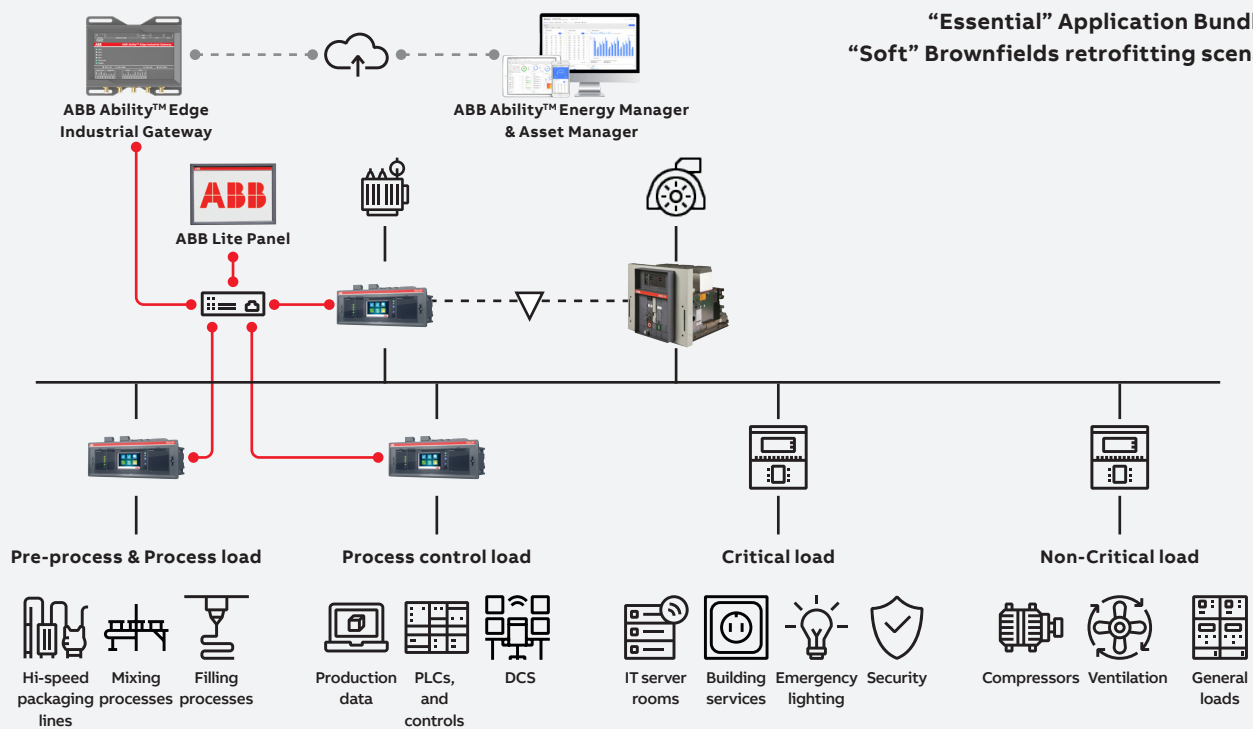 “Essential” Application Bundl
“Soft” Brownfields retrofitting scen
ABB Ability™ Edge
Industrial Gateway
ABB Ability™ Energy Manager
& Asset Manager
ABB
ABB Lite Panel
Pre-process & Process load
Process control load
Critical load
Non-Critical load
Hi-speed
packaging
lines
Mixing
processes
Filling
processes
Production
data
PLCs,
and
controls
DCS
IT server
rooms
Building
services
Emergency
lighting
Security
Compressors
Ventilation
General
loads